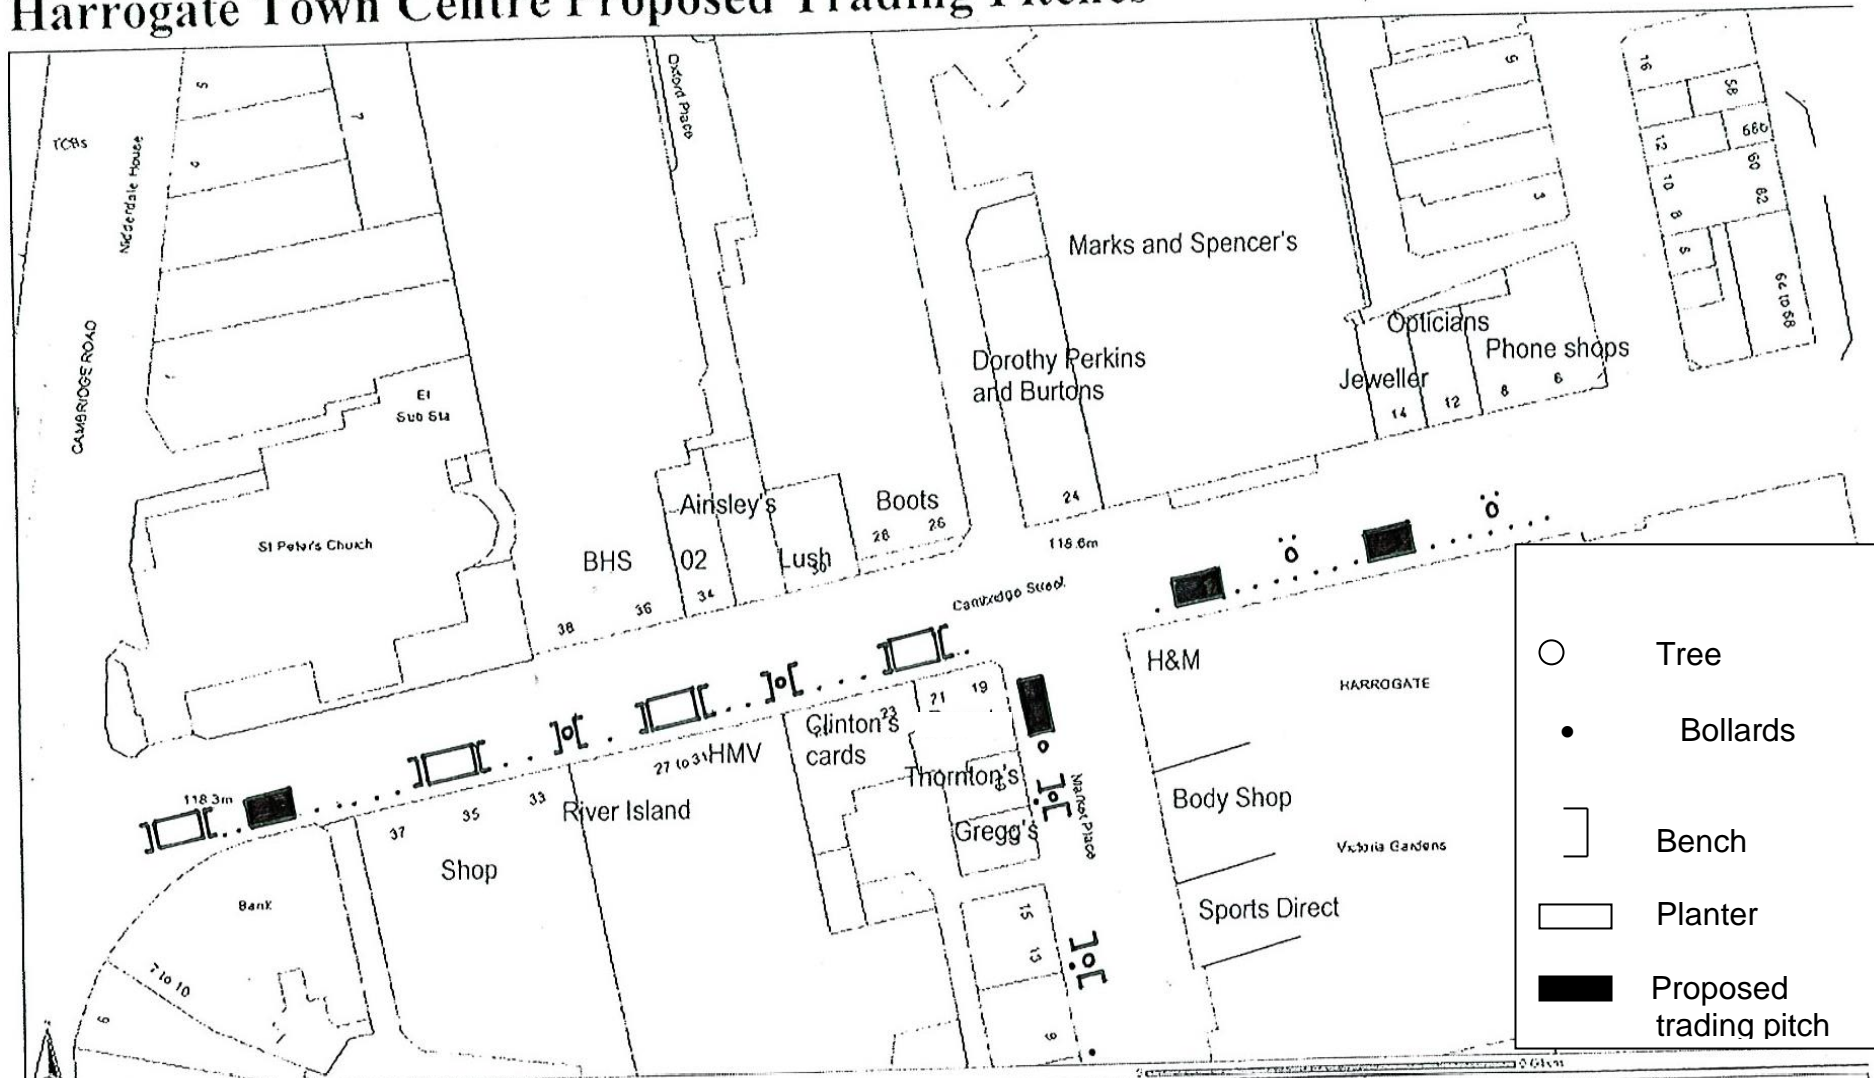 Harrogate Town Centre Proposed Trading Pitches
TCBs
Nidderdale House
CAMBRIDGE ROAD
5
4
7
Oxford Place
El
Sub Sta
St Peter's Church
Marks and Spencer's
Dorothy Perkins
and Burtons
24
Opticians
Phone shops
Jeweller
14
12
8
6
3
16
58
12
10
8
60
62
5
Ainsley's
Boots
28
26
BHS
02
Lush
30
38
36
34
118.6m
Cambridge Street
118.3m
37
35
33
27 to 31
HMV
River Island
Shop
Bank
7 to 10
6
Clinton's
cards
23
21
19
Thornton's
Gregg's
Market Place
15
13
9
H&M
HARROGATE
Body Shop
Victoria Gardens
Sports Direct
Tree
Bollards
Bench
Planter
Proposed
trading pitch